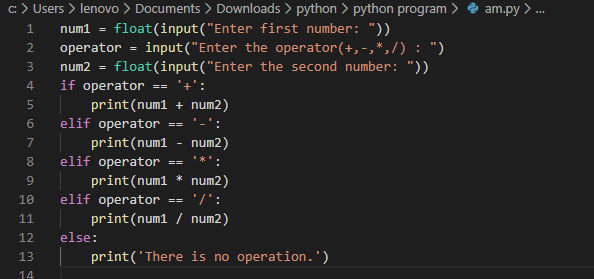 c: > Users > lenovo > Documents > Downloads > python > python program > am.py > ...
1 num1 = float(input("Enter first number: "))
2 operator = input("Enter the operator(+,-,*,/) : ")
3 num2 = float(input("Enter the second number: "))
4 if operator == '+':
5     print(num1 + num2)
6 elif operator == '-':
7     print(num1 - num2)
8 elif operator == '*':
9     print(num1 * num2)
10 elif operator == '/':
11     print(num1 / num2)
12 else:
13     print('There is no operation.')
14